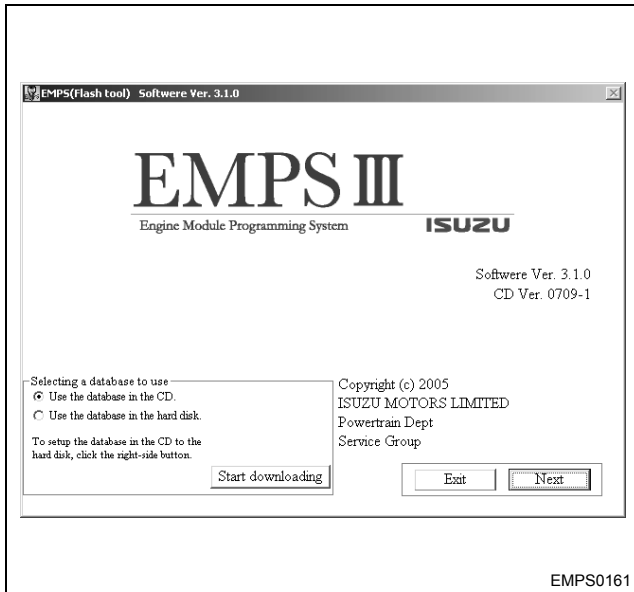 EMPS(Flash tool) Softwere Ver. 3.1.0
EMPS III
Engine Module Programming System
ISUZU
Softwere Ver. 3.1.0
CD Ver. 0709-1
Selecting a database to use
Use the database in the CD.
Use the database in the hard disk.
To setup the database in the CD to the
hard disk, click the right-side button.
Start downloading
Copyright (c) 2005
ISUZU MOTORS LIMITED
Powertrain Dept
Service Group
Exit
Next
EMPS0161